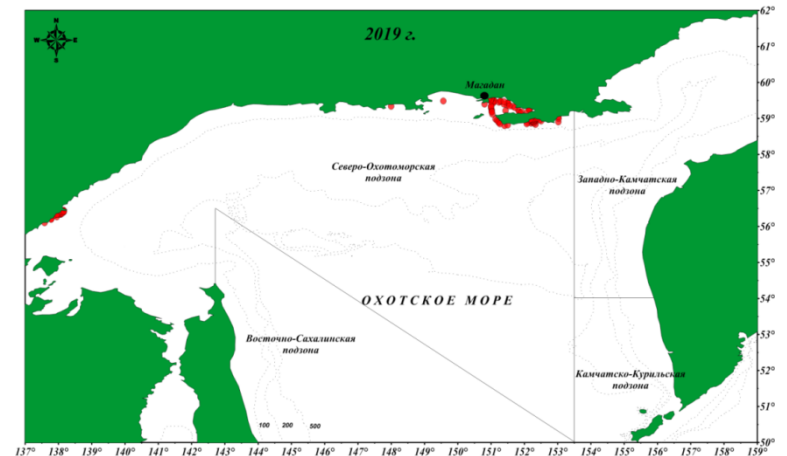 2019 г.
N
W
E
S
Магадан
Северо-Охотоморская
подзона
Западно-Камчатская
подзона
ОХОТСКОЕ МОРЕ
Восточно-Сахалинская
подзона
Камчатско-Курильская
подзона
100 200 500
62°
61°
60°
59°
58°
57°
56°
55°
54°
53°
52°
51°
50°
137° 138° 139° 140° 141° 142° 143° 144° 145° 146° 147° 148° 149° 150° 151° 152° 153° 154° 155° 156° 157° 158° 159°